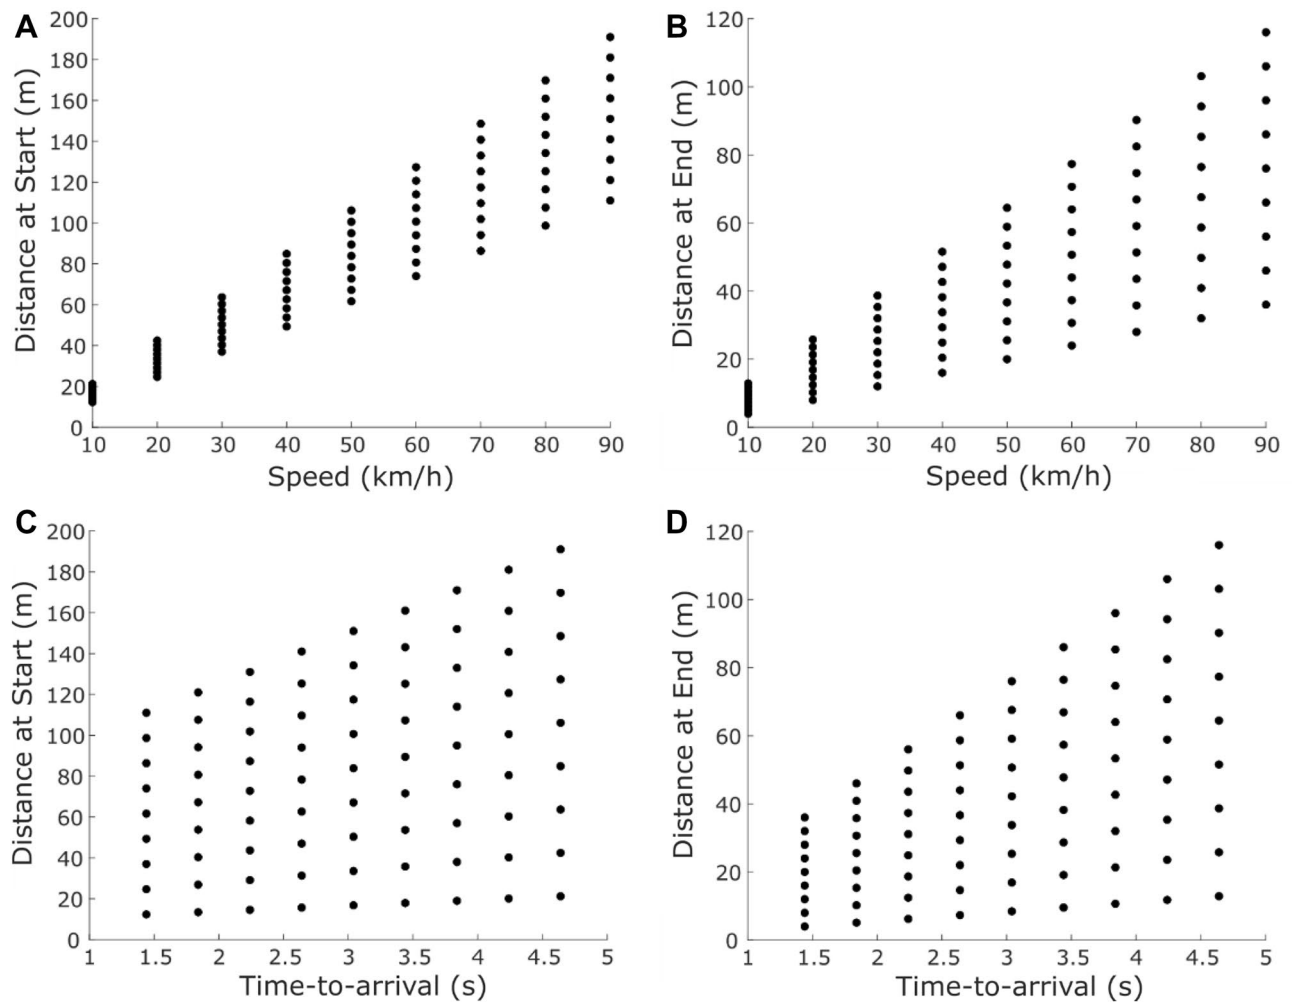 A
200
180
160
140
120
100
80
60
40
20
0
Distance at Start (m)
10 20 30 40 50 60 70 80 90
Speed (km/h)
B
120
100
80
60
40
20
0
Distance at End (m)
10 20 30 40 50 60 70 80 90
Speed (km/h)
C
200
180
160
140
120
100
80
60
40
20
0
Distance at Start (m)
1 1.5 2 2.5 3 3.5 4 4.5 5
Time-to-arrival (s)
D
120
100
80
60
40
20
0
Distance at End (m)
1 1.5 2 2.5 3 3.5 4 4.5 5
Time-to-arrival (s)